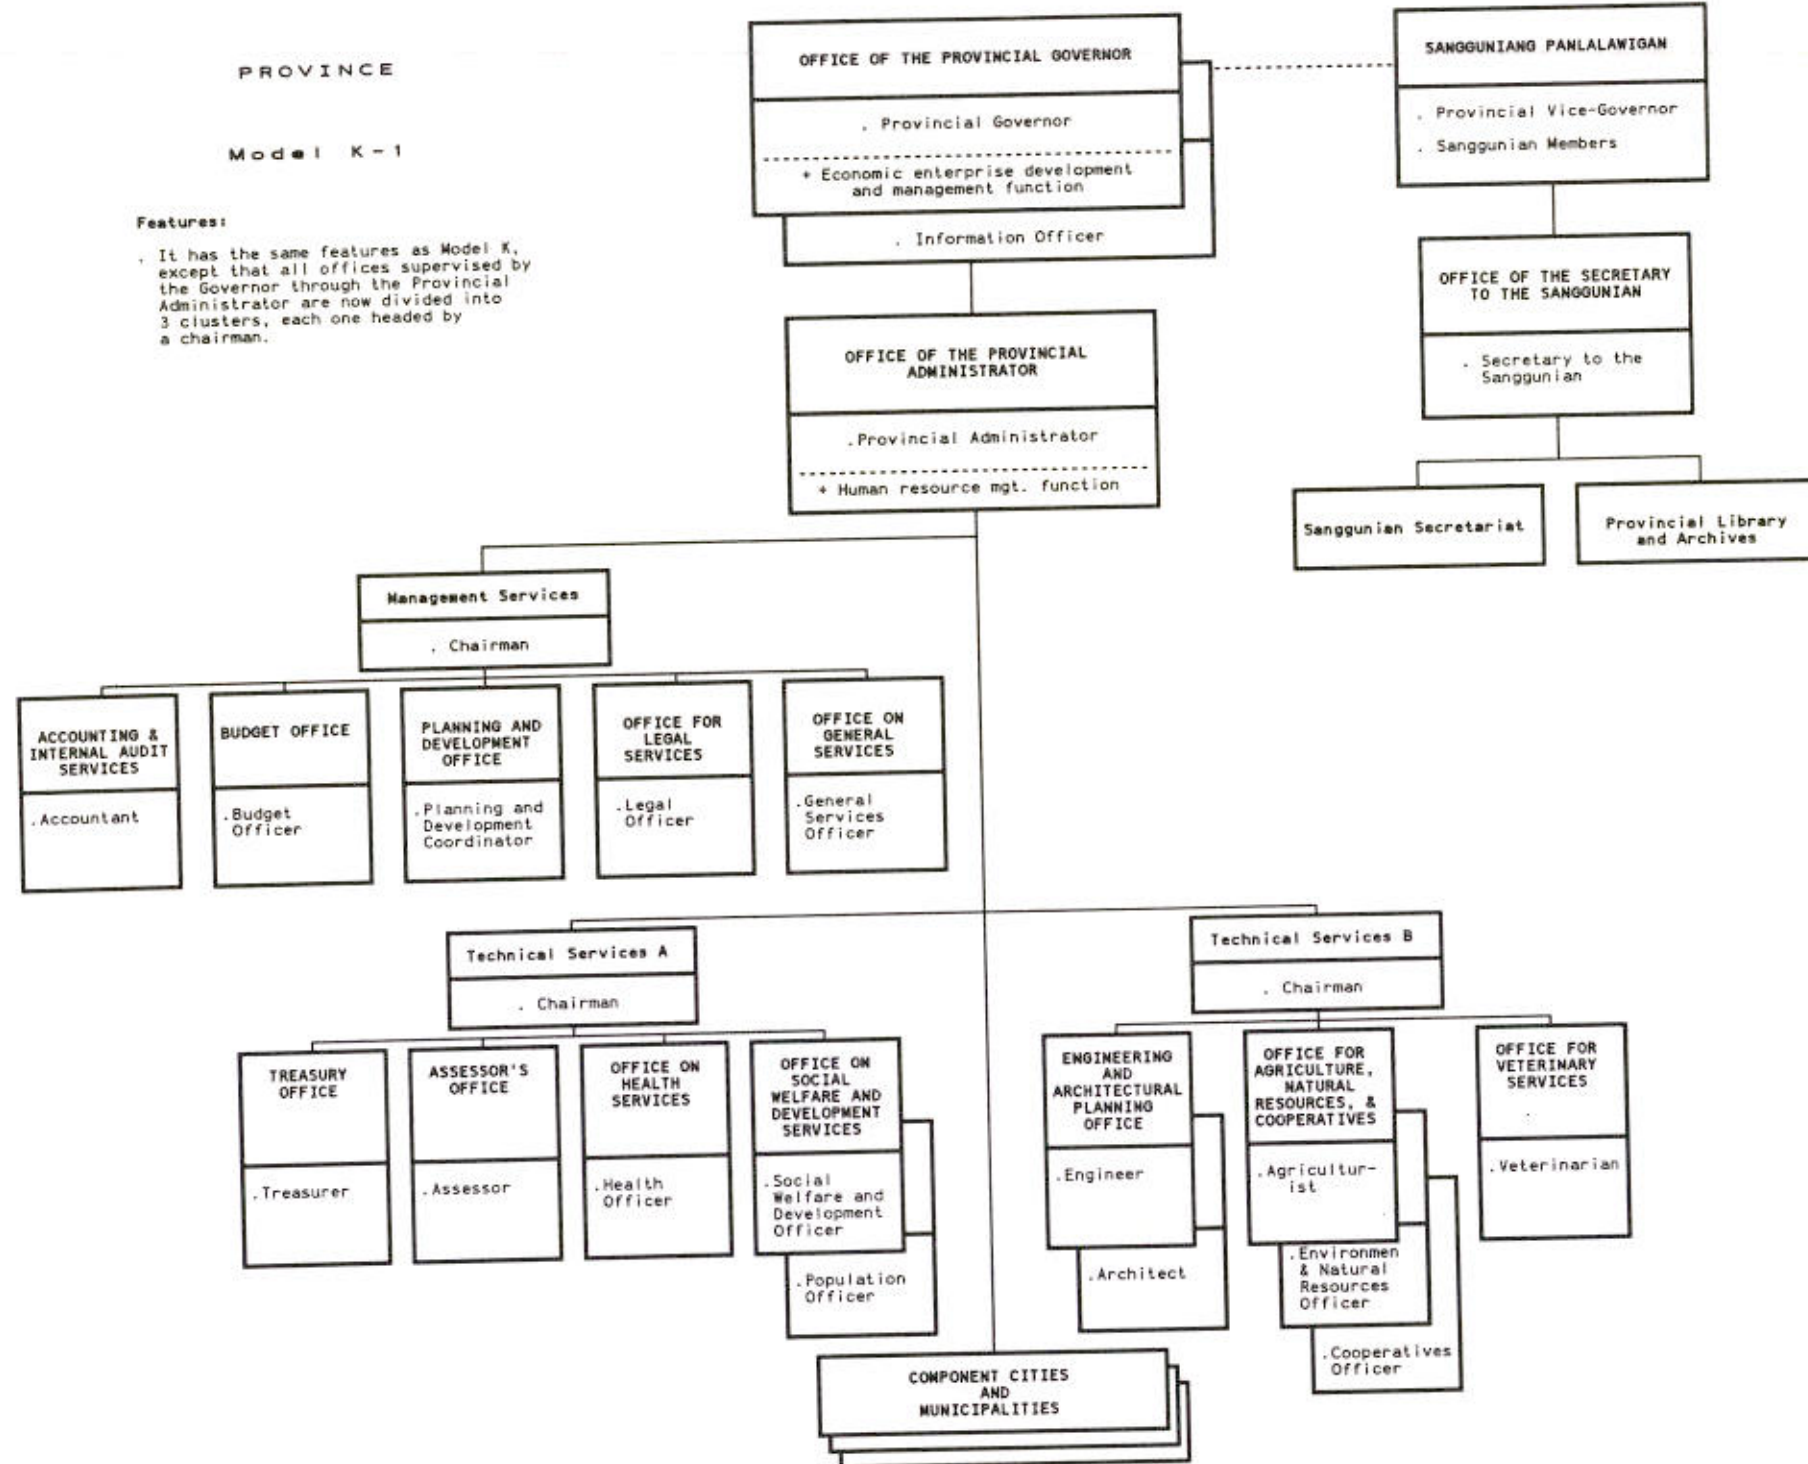 PROVINCE
Model K-1
Features:
. It has the same features as Model K,
except that all offices supervised by
the Governor through the Provincial
Administrator are now divided into
3 clusters, each one headed by
a chairman.
OFFICE OF THE PROVINCIAL GOVERNOR
. Provincial Governor
+ Economic enterprise development
and management function
. Information Officer
SANGGUNIANG PANLALAWIGAN
. Provincial Vice-Governor
. Sanggunian Members
OFFICE OF THE SECRETARY
TO THE SANGGUNIAN
. Secretary to the
Sanggunian
Sanggunian Secretariat
Provincial Library
and Archives
OFFICE OF THE PROVINCIAL
ADMINISTRATOR
.Provincial Administrator
+ Human resource mgt. function
Management Services
. Chairman
ACCOUNTING &
INTERNAL AUDIT
SERVICES
.Accountant
BUDGET OFFICE
.Budget
Officer
PLANNING AND
DEVELOPMENT
OFFICE
.Planning and
Development
Coordinator
OFFICE FOR
LEGAL
SERVICES
.Legal
Officer
OFFICE ON
GENERAL
SERVICES
.General
Services
Officer
Technical Services A
. Chairman
TREASURY
OFFICE
.Treasurer
ASSESSOR'S
OFFICE
.Assessor
OFFICE ON
HEALTH
SERVICES
.Health
Officer
OFFICE ON
SOCIAL
WELFARE AND
DEVELOPMENT
SERVICES
.Social
Welfare and
Development
Officer
.Population
Officer
Technical Services B
. Chairman
ENGINEERING
AND
ARCHITECTURAL
PLANNING
OFFICE
.Engineer
.Architect
OFFICE FOR
AGRICULTURE,
NATURAL
RESOURCES, &
COOPERATIVES
.Agricultur-
ist
.Environmen
& Natural
Resources
Officer
.Cooperatives
Officer
OFFICE FOR
VETERINARY
SERVICES
.Veterinarian
COMPONENT CITIES
AND
MUNICIPALITIES